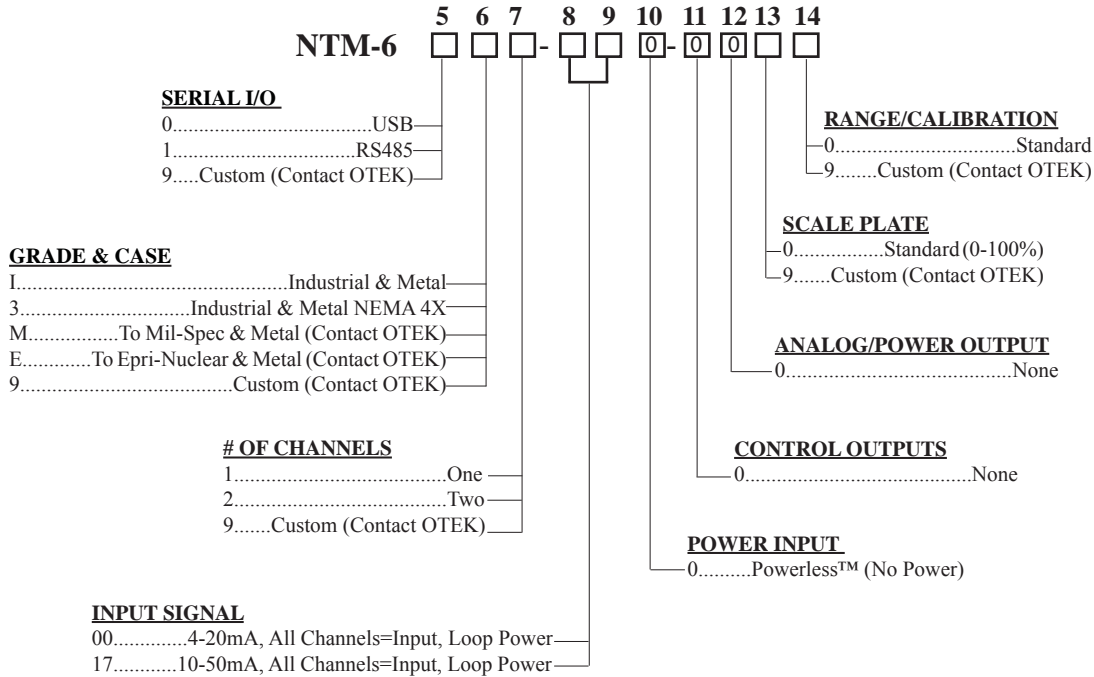 5 6 7 8 9 10 11 12 13 14
NTM-6 - 0 - 0 0
SERIAL I/O
0.......................................USB
1....................................RS485
9.....Custom (Contact OTEK)
RANGE/CALIBRATION
0...................................Standard
9........Custom (Contact OTEK)
SCALE PLATE
0..................Standard (0-100%)
9.......Custom (Contact OTEK)
GRADE & CASE
I.....................................................Industrial & Metal
3.................................Industrial & Metal NEMA 4X
M................To Mil-Spec & Metal (Contact OTEK)
E.............To Epri-Nuclear & Metal (Contact OTEK)
9.........................................Custom (Contact OTEK)
ANALOG/POWER OUTPUT
0............................................None
# OF CHANNELS
1.........................................One
2.........................................Two
9.......Custom (Contact OTEK)
CONTROL OUTPUTS
0............................................None
POWER INPUT
0..........Powerless™ (No Power)
INPUT SIGNAL
00..............4-20mA, All Channels=Input, Loop Power
17............10-50mA, All Channels=Input, Loop Power